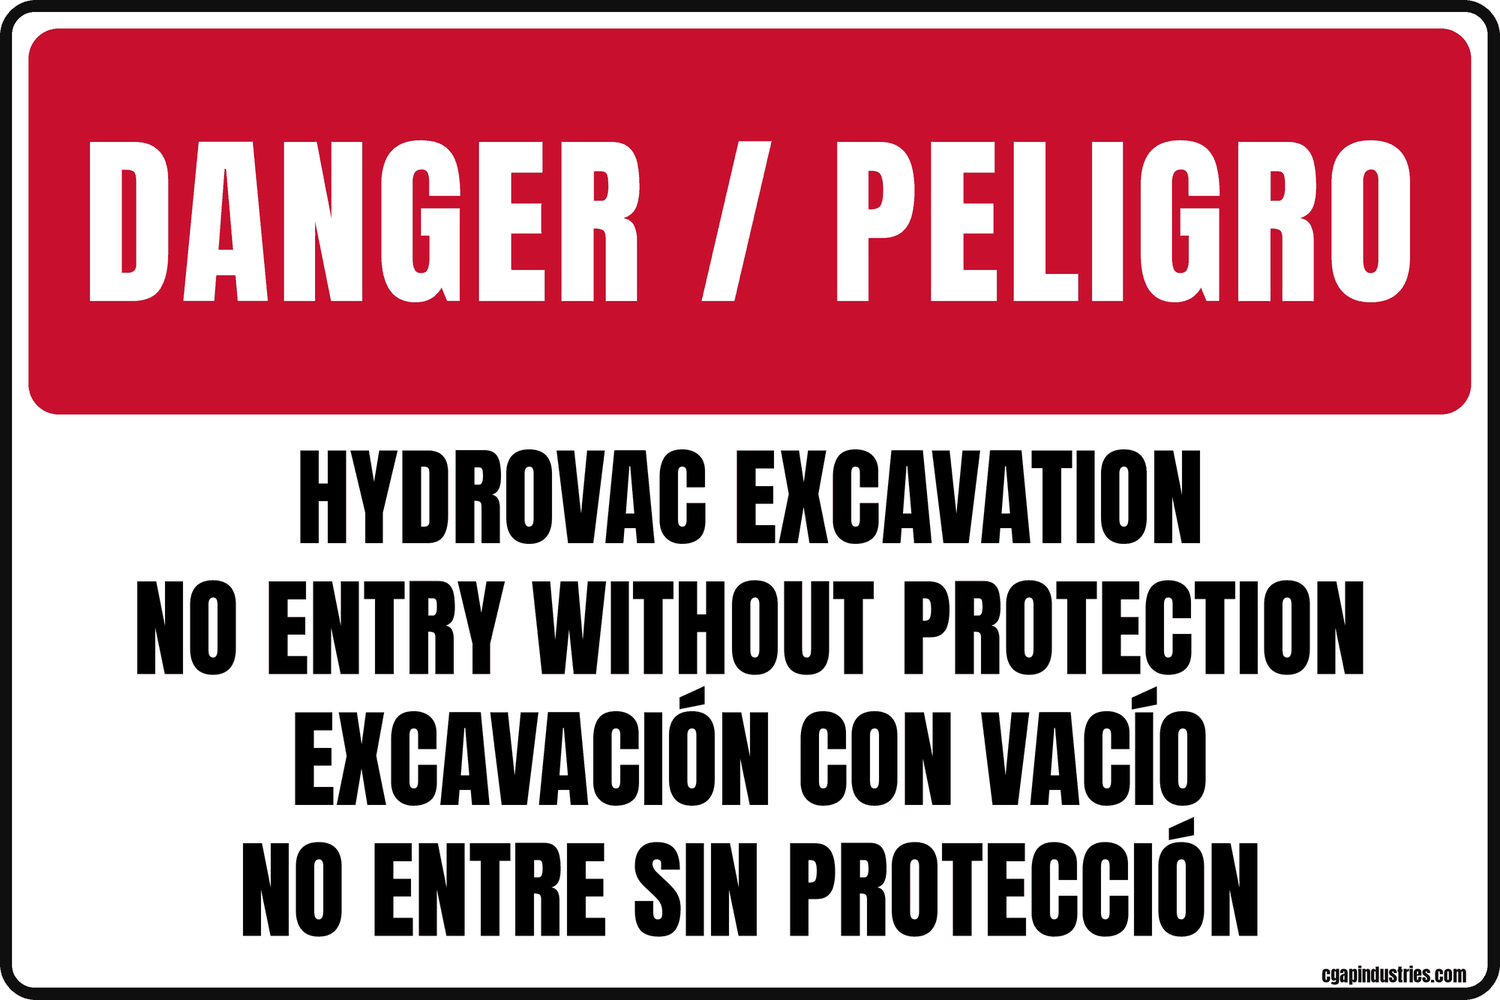 DANGER / PELIGRO
HYDROVAC EXCAVATION
NO ENTRY WITHOUT PROTECTION
EXCAVACIÓN CON VACÍO
NO ENTRE SIN PROTECCIÓN
cgapindustries.com